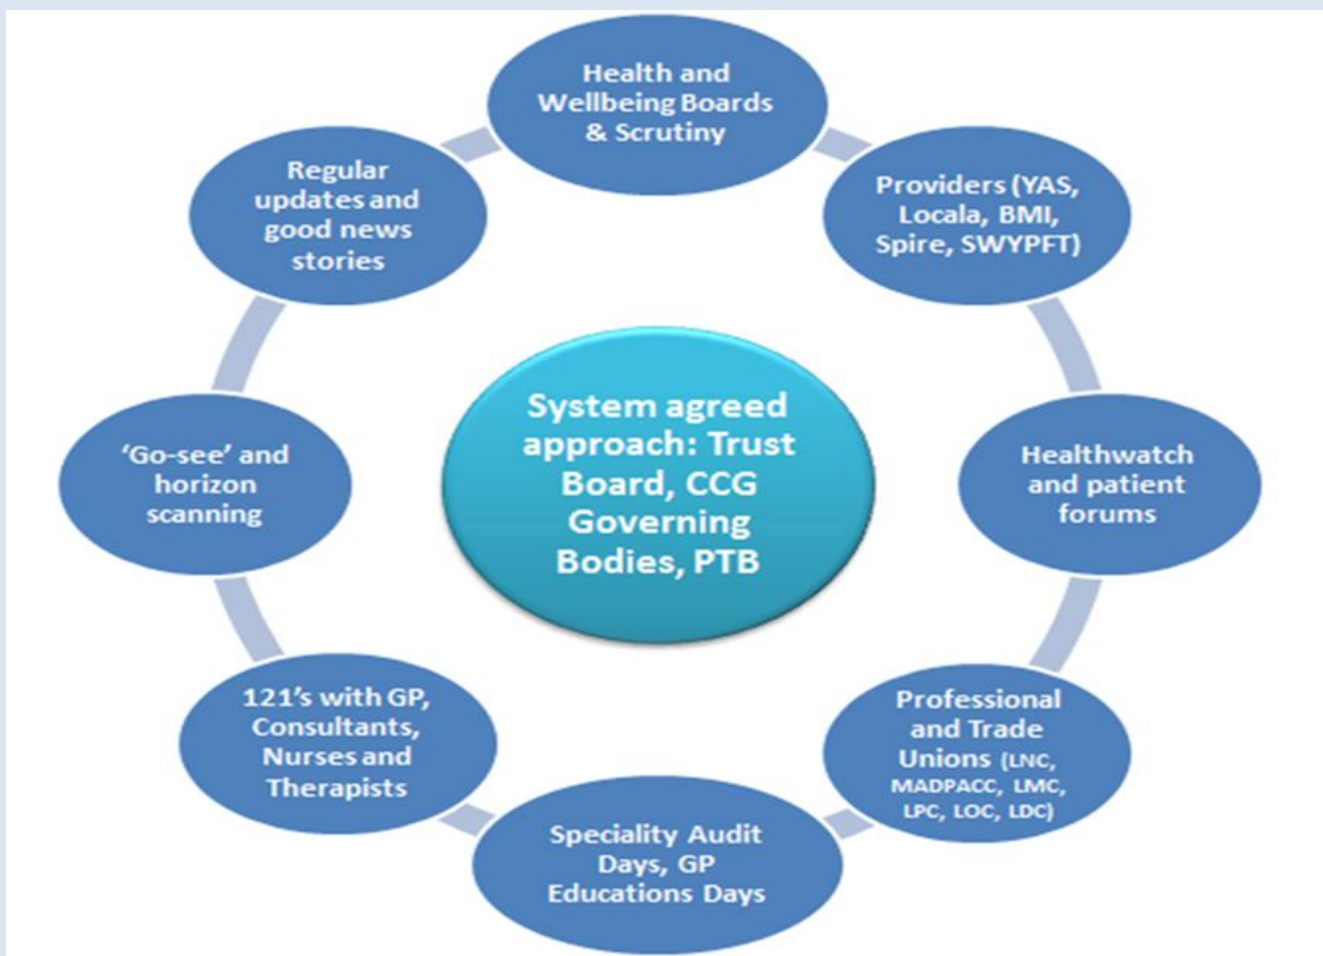 Health and
Wellbeing Boards
& Scrutiny
Providers (YAS,
Locala, BMI,
Spire, SWYPFT)
Healthwatch
and patient
forums
Professional
and Trade
Unions (LNC,
MADPACC, LMC,
LPC, LOC, LDC)
Speciality Audit
Days, GP
Educations Days
121's with GP,
Consultants,
Nurses and
Therapists
'Go-see' and
horizon
scanning
Regular
updates and
good news
stories
System agreed
approach: Trust
Board, CCG
Governing
Bodies, PTB